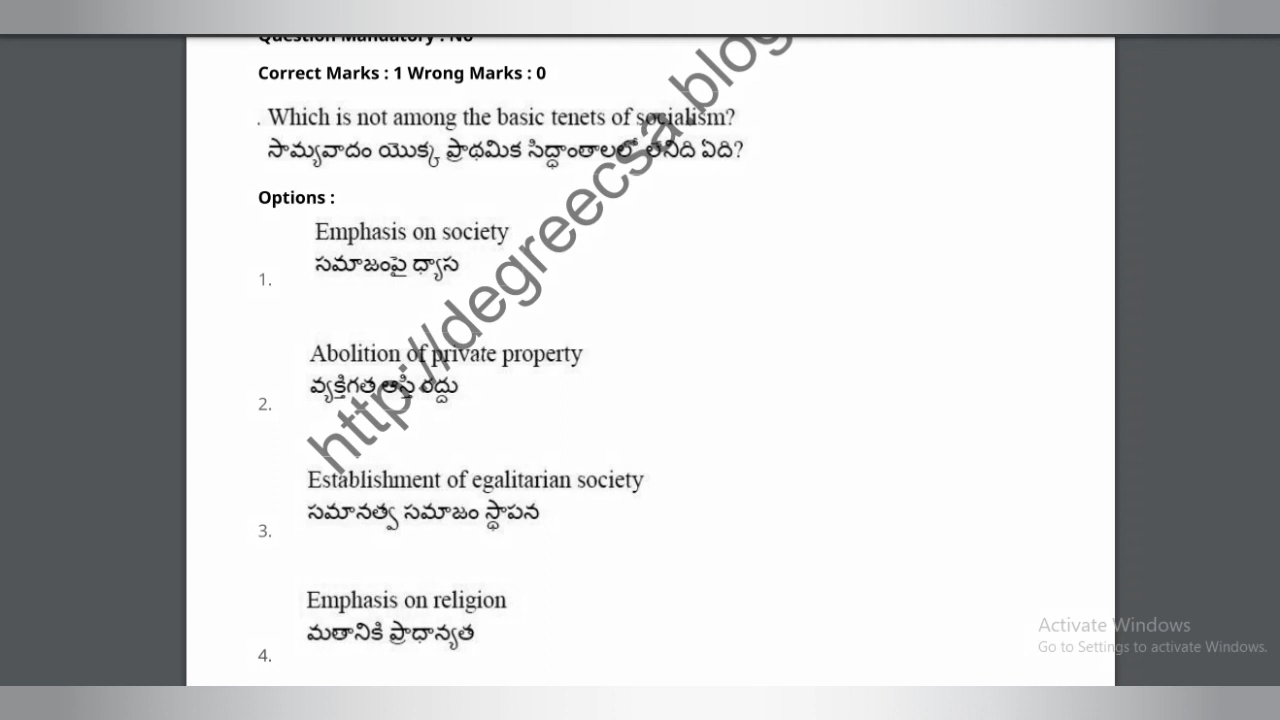 Question Mandatory : No
Correct Marks : 1 Wrong Marks : 0
. Which is not among the basic tenets of socialism?
సామ్యవాదం యొక్క ప్రాథమిక సిద్ధాంతాలలో లేనిది ఏది?
Options :
Emphasis on society
సమాజంపై ధ్యాస
1.
Abolition of private property
వ్యక్తిగత ఆస్తి రద్దు
2.
Establishment of egalitarian society
సమానత్వ సమాజం స్థాపన
3.
Emphasis on religion
మతానికి ప్రాధాన్యత
4.
http://degreecsa.blog
Activate Windows
Go to Settings to activate Windows.